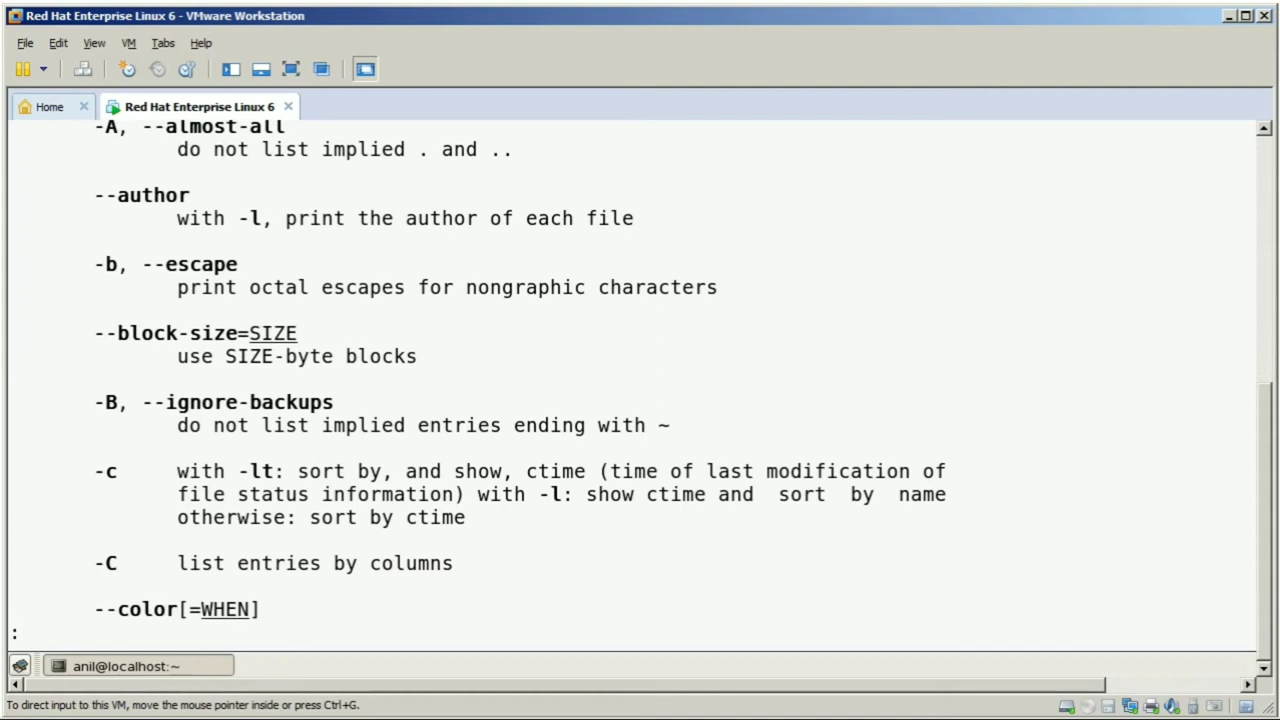 Red Hat Enterprise Linux 6 - VMware Workstation
File Edit View VM Tabs Help
Home
Red Hat Enterprise Linux 6
-A, --almost-all
do not list implied . and ..
--author
with -l, print the author of each file
-b, --escape
print octal escapes for nongraphic characters
--block-size=SIZE
use SIZE-byte blocks
-B, --ignore-backups
do not list implied entries ending with ~
-c with -lt: sort by, and show, ctime (time of last modification of
file status information) with -l: show ctime and sort by name
otherwise: sort by ctime
-C list entries by columns
--color[=WHEN]
:
anil@localhost:~
To direct input to this VM, move the mouse pointer inside or press Ctrl+G.